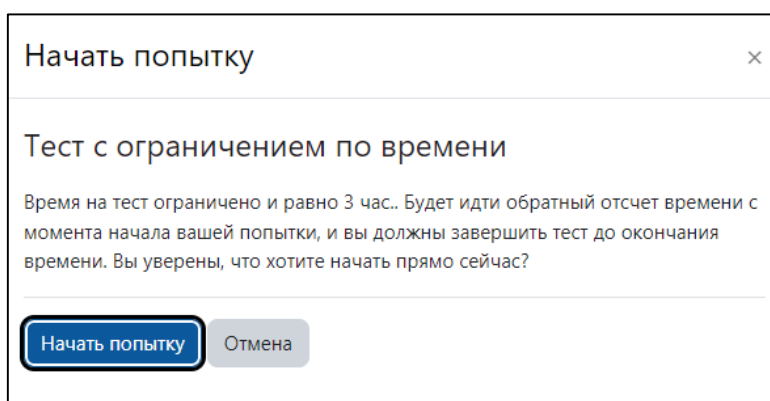 Начать попытку ×
Тест с ограничением по времени
Время на тест ограничено и равно 3 час.. Будет идти обратный отсчет времени с
момента начала вашей попытки, и вы должны завершить тест до окончания
времени. Вы уверены, что хотите начать прямо сейчас?
Начать попытку Отмена